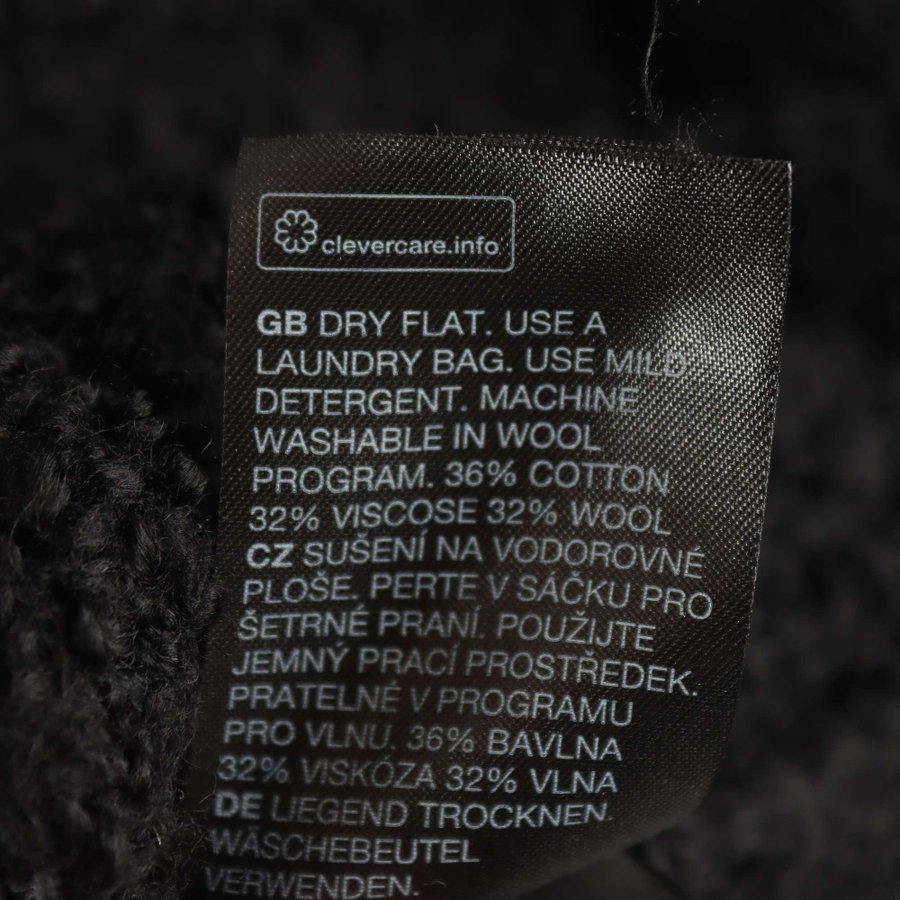 clevercare.info
GB DRY FLAT. USE A
LAUNDRY BAG. USE MILD
DETERGENT. MACHINE
WASHABLE IN WOOL
PROGRAM. 36% COTTON
32% VISCOSE 32% WOOL
CZ SUŠENÍ NA VODOROVNÉ
PLOŠE. PERTE V SÁČKU PRO
ŠETRNÉ PRANÍ. POUŽIJTE
JEMNÝ PRACÍ PROSTŘEDEK.
PRATELNÉ V PROGRAMU
PRO VLNU. 36% BAVLNA
32% VISKÓZA 32% VLNA
DE LIEGEND TROCKNEN.
WÄSCHEBEUTEL
VERWENDEN.